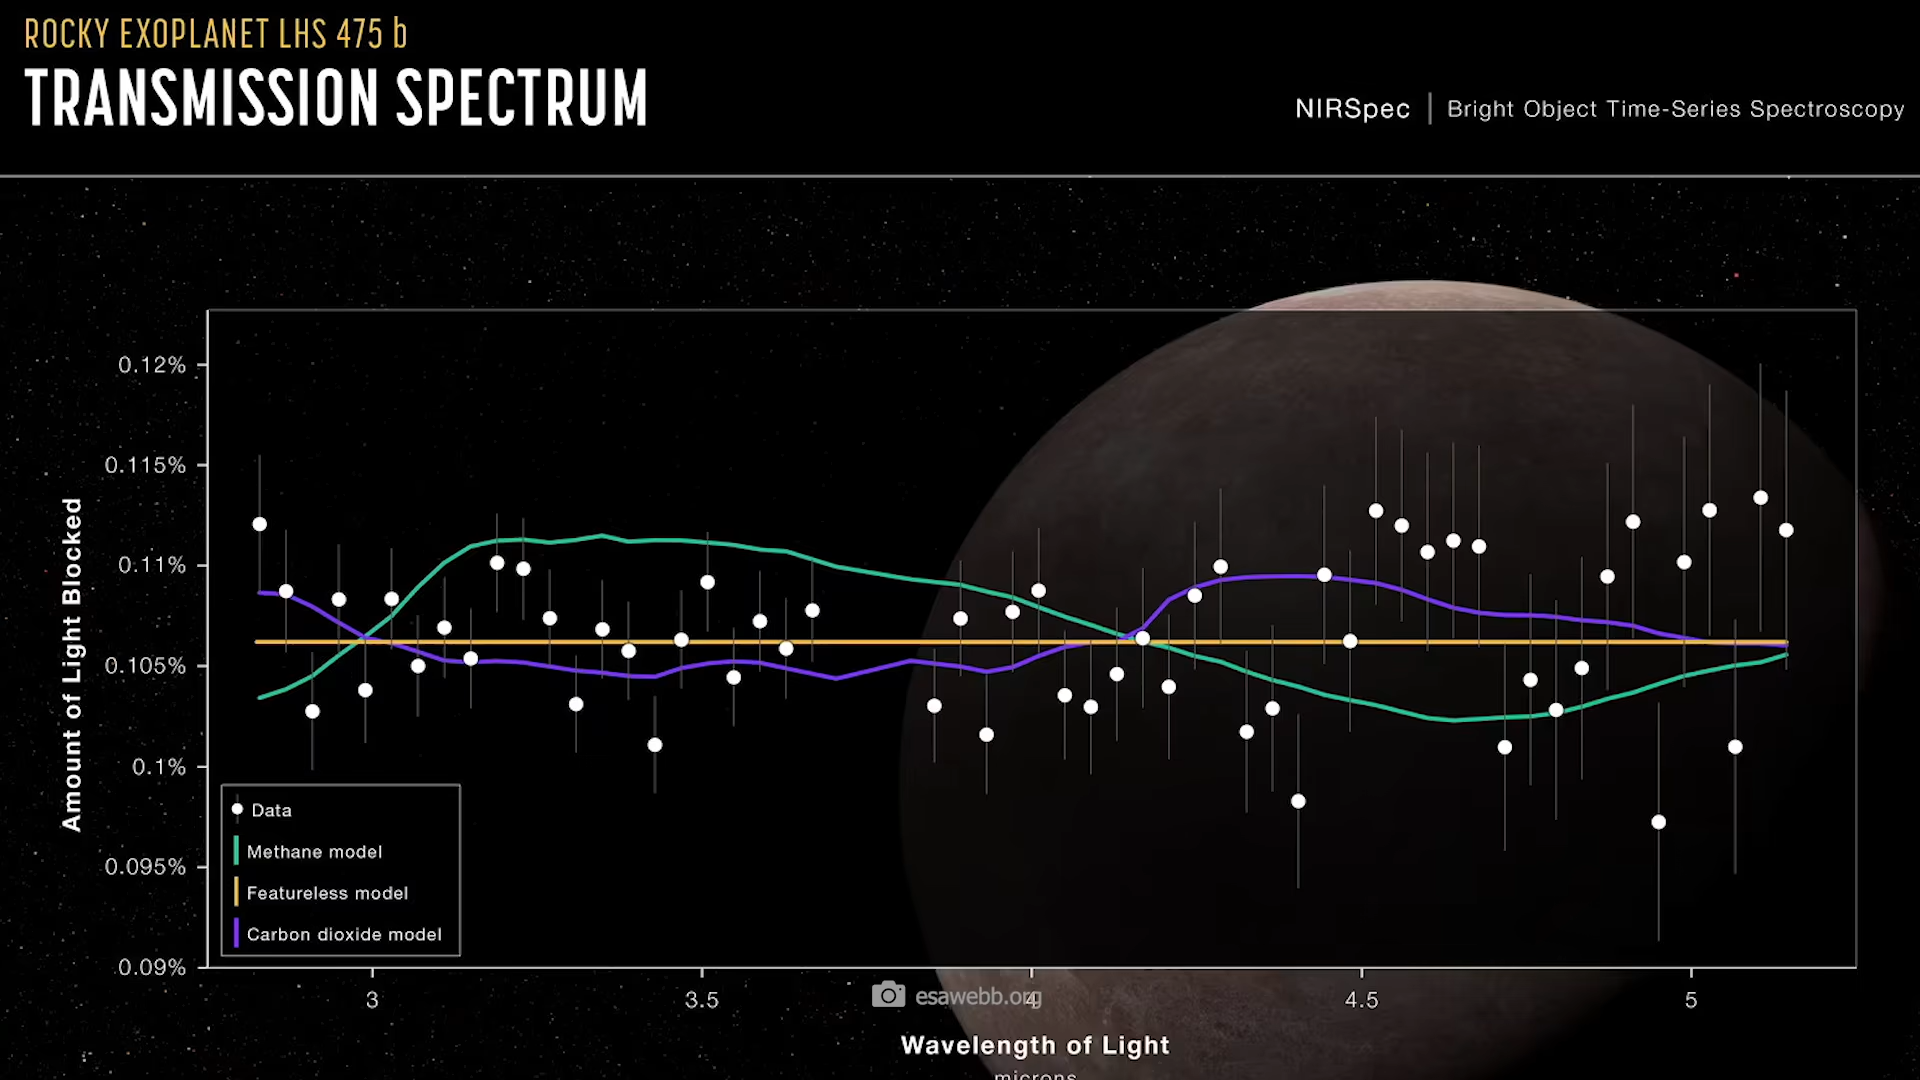 ROCKY EXOPLANET LHS 475 b
TRANSMISSION SPECTRUM
NIRSpec | Bright Object Time-Series Spectroscopy
0.12%
0.115%
0.11%
0.105%
0.1%
0.095%
0.09%
Amount of Light Blocked
Data
Methane model
Featureless model
Carbon dioxide model
3
3.5
4
4.5
5
esawebb.org
Wavelength of Light
microns